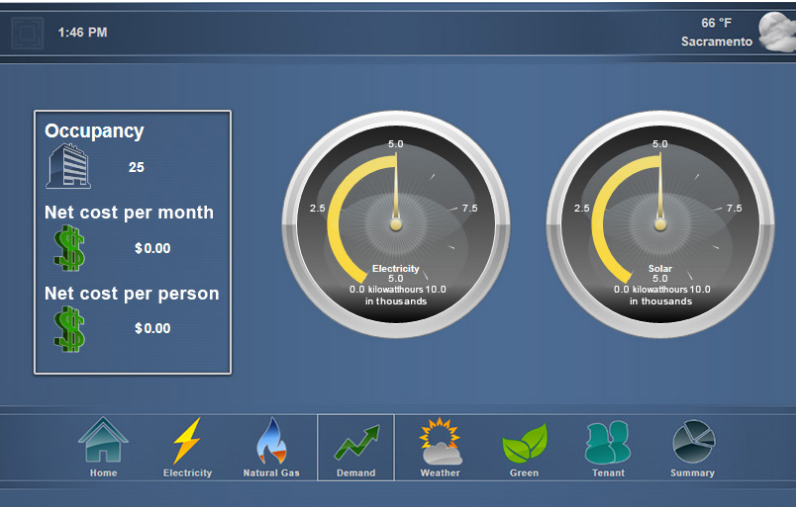 1:46 PM
66 °F
Sacramento
Occupancy
25
Net cost per month
$0.00
Net cost per person
$0.00
5.0
2.5
7.5
Electricity
5.0
0.0 kilowatthours 10.0
in thousands
5.0
2.5
7.5
Solar
5.0
0.0 kilowatthours 10.0
in thousands
Home
Electricity
Natural Gas
Demand
Weather
Green
Tenant
Summary